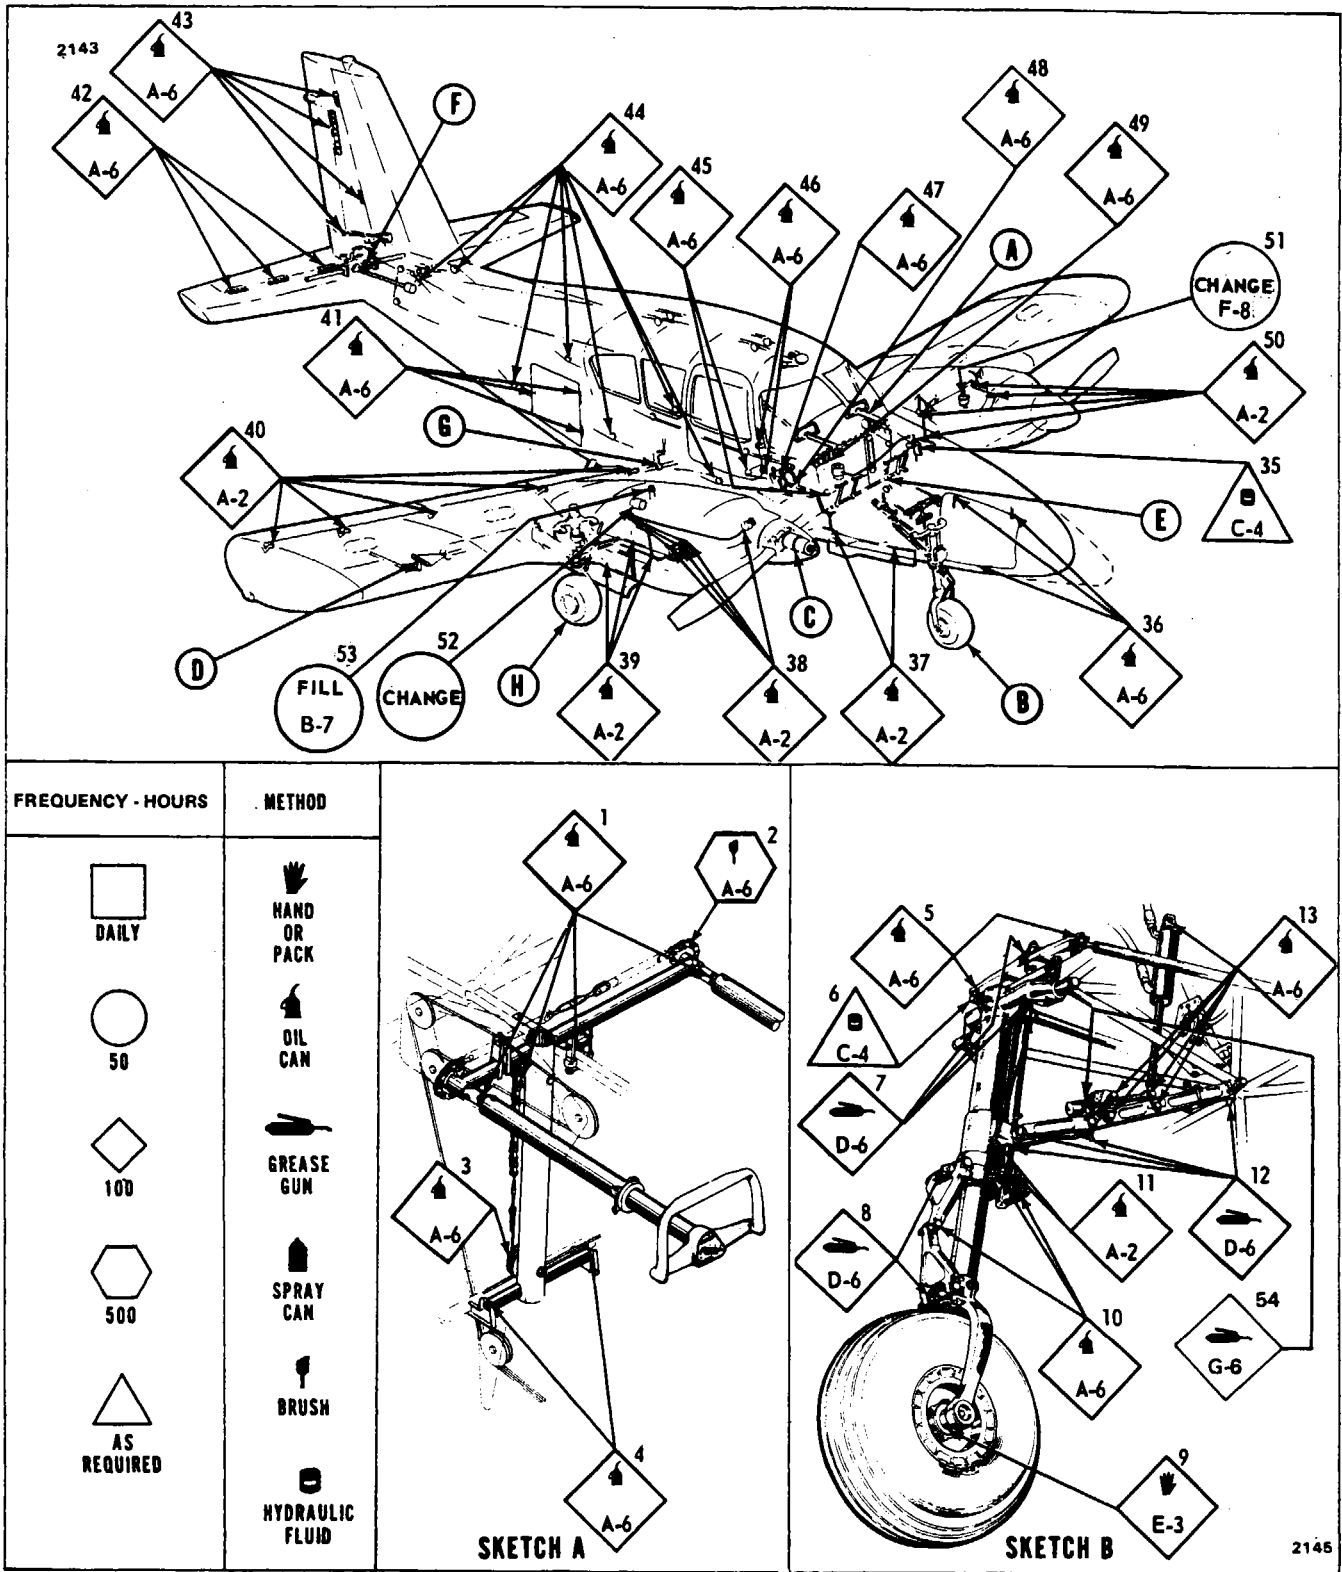 2143
43
A-6
42
A-6
F
44
A-6
45
A-6
46
A-6
47
A-6
48
A-6
49
A-6
A
51
CHANGE
F-8
50
A-2
41
A-6
G
40
A-2
35
C-4
E
D
53
FILL
B-7
52
CHANGE
H
39
A-2
38
A-2
C
37
A-2
B
36
A-6
FREQUENCY - HOURS
DAILY
50
100
500
AS
REQUIRED
METHOD
HAND
OR
PACK
OIL
CAN
GREASE
GUN
SPRAY
CAN
BRUSH
HYDRAULIC
FLUID
1
A-6
2
A-6
3
A-6
4
A-6
SKETCH A
5
A-6
6
C-4
7
D-6
8
D-6
13
A-6
11
A-2
12
D-6
10
A-6
54
G-6
9
E-3
SKETCH B
2145